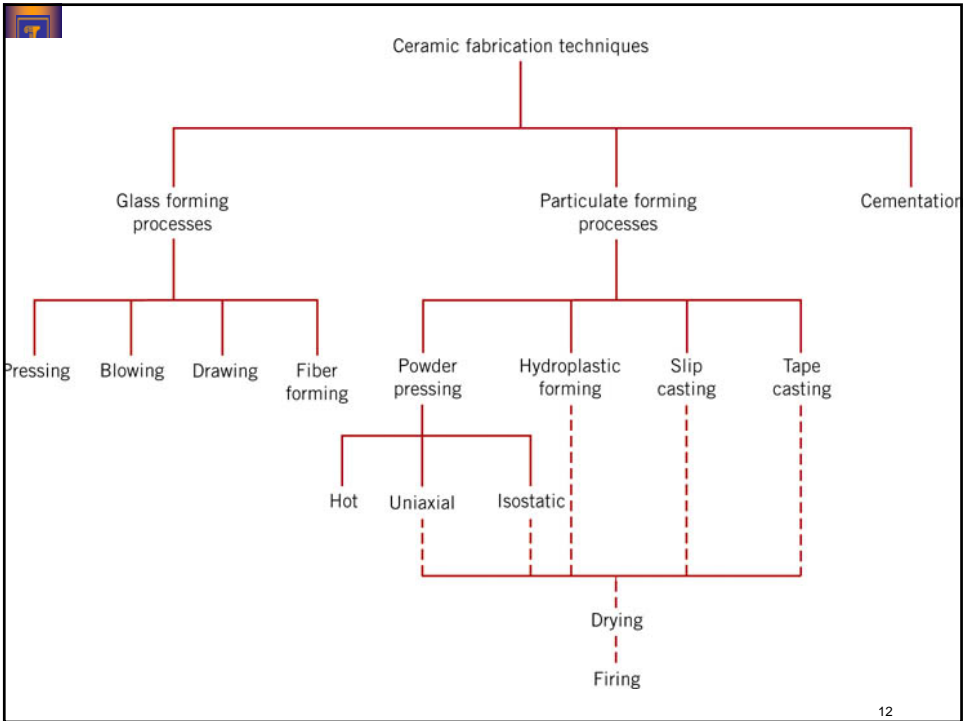 Ceramic fabrication techniques
Glass forming
processes
Particulate forming
processes
Cementation
Pressing
Blowing
Drawing
Fiber
forming
Powder
pressing
Hydroplastic
forming
Slip
casting
Tape
casting
Hot
Uniaxial
Isostatic
Drying
Firing
12